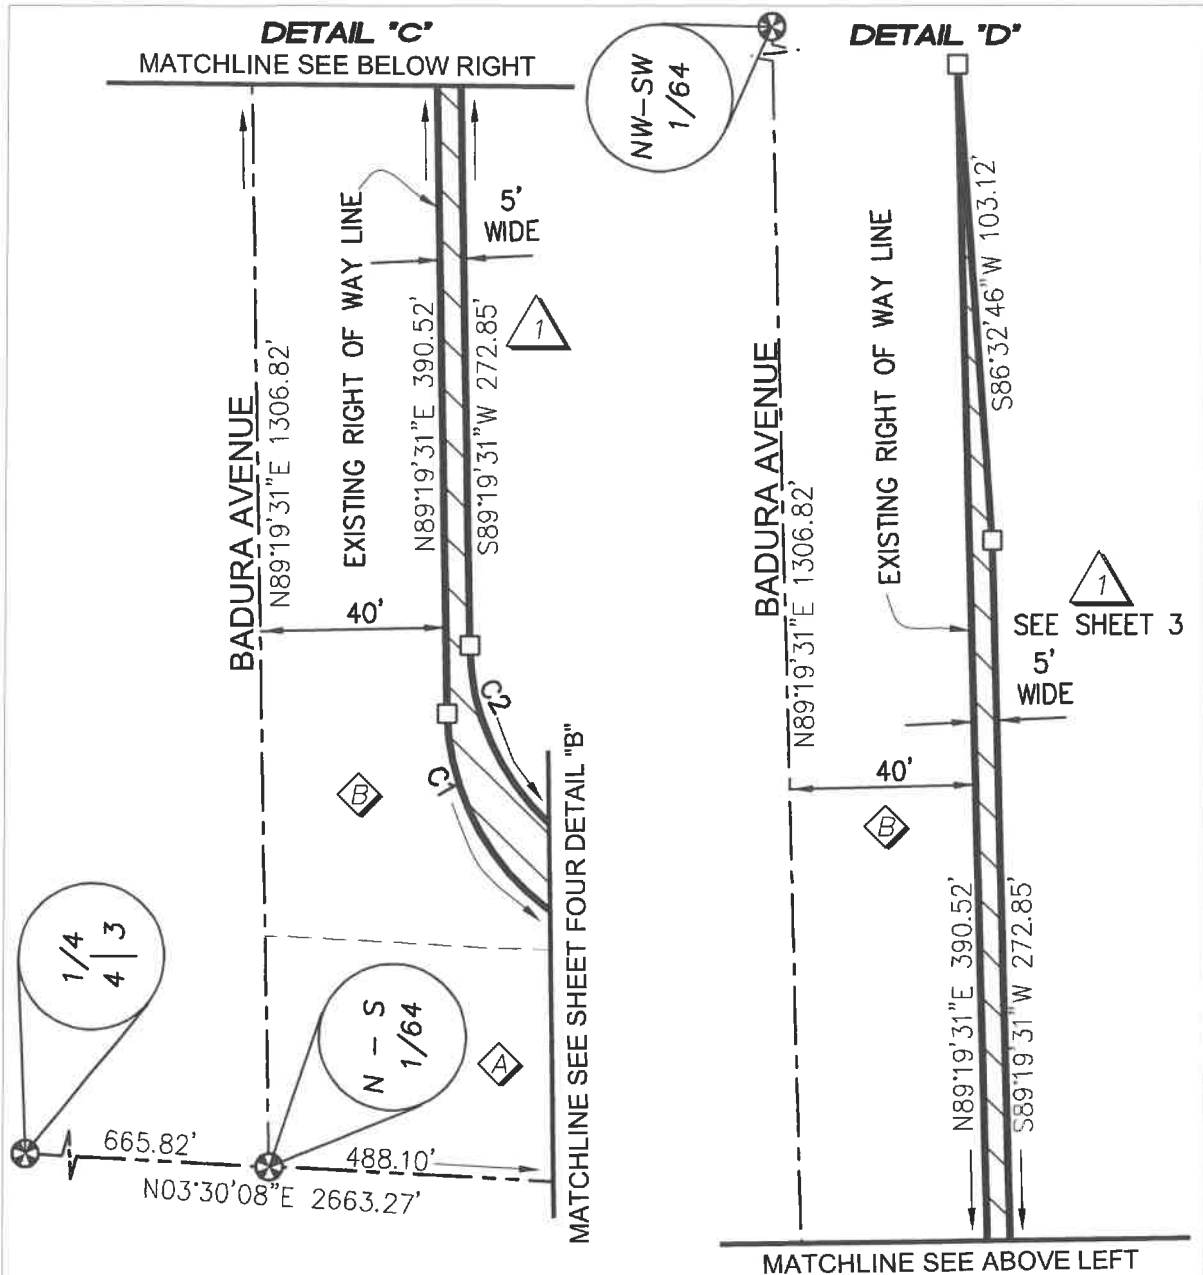 DETAIL "C"
MATCHLINE SEE BELOW RIGHT
BADURA AVENUE
N89°19'31"E 1306.82'
EXISTING RIGHT OF WAY LINE
5'
WIDE
N89°19'31"E 390.52'
S89°19'31"W 272.85'
1
40'
C2
C1
B
1/4
4 | 3
N - S
1/64
A
665.82'
488.10'
N03°30'08"E 2663.27'
MATCHLINE SEE SHEET FOUR DETAIL "B"
DETAIL "D"
NW-SW
1/64
BADURA AVENUE
N89°19'31"E 1306.82'
EXISTING RIGHT OF WAY LINE
S86°32'46"W 103.12'
1
SEE SHEET 3
5'
WIDE
40'
B
N89°19'31"E 390.52'
S89°19'31"W 272.85'
MATCHLINE SEE ABOVE LEFT